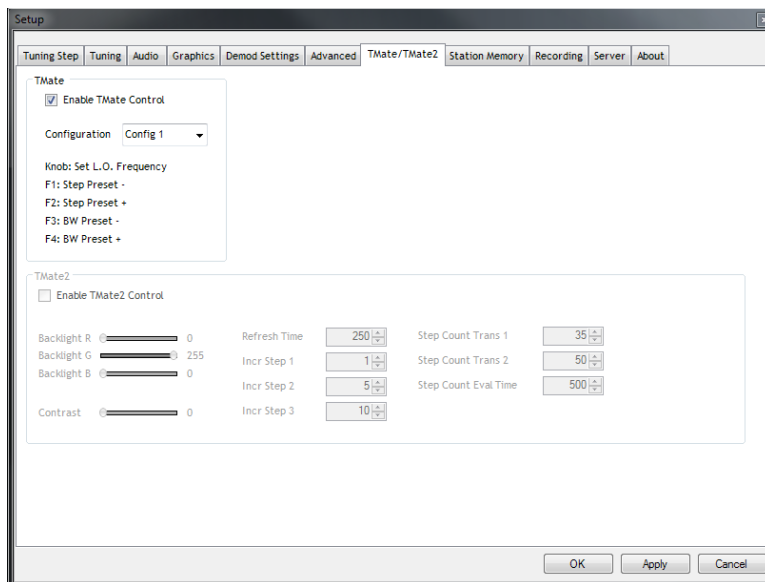 Setup
Tuning Step Tuning Audio Graphics Demod Settings Advanced TMate/TMate2 Station Memory Recording Server About
TMate
Enable TMate Control
Configuration Config 1
Knob: Set L.O. Frequency
F1: Step Preset -
F2: Step Preset +
F3: BW Preset -
F4: BW Preset +
TMate2
Enable TMate2 Control
Backlight R 0 Refresh Time 250 Step Count Trans 1 35
Backlight G 255
Incr Step 1 1 Step Count Trans 2 50
Backlight B 0
Incr Step 2 5 Step Count Eval Time 500
Contrast 0 Incr Step 3 10
OK Apply Cancel